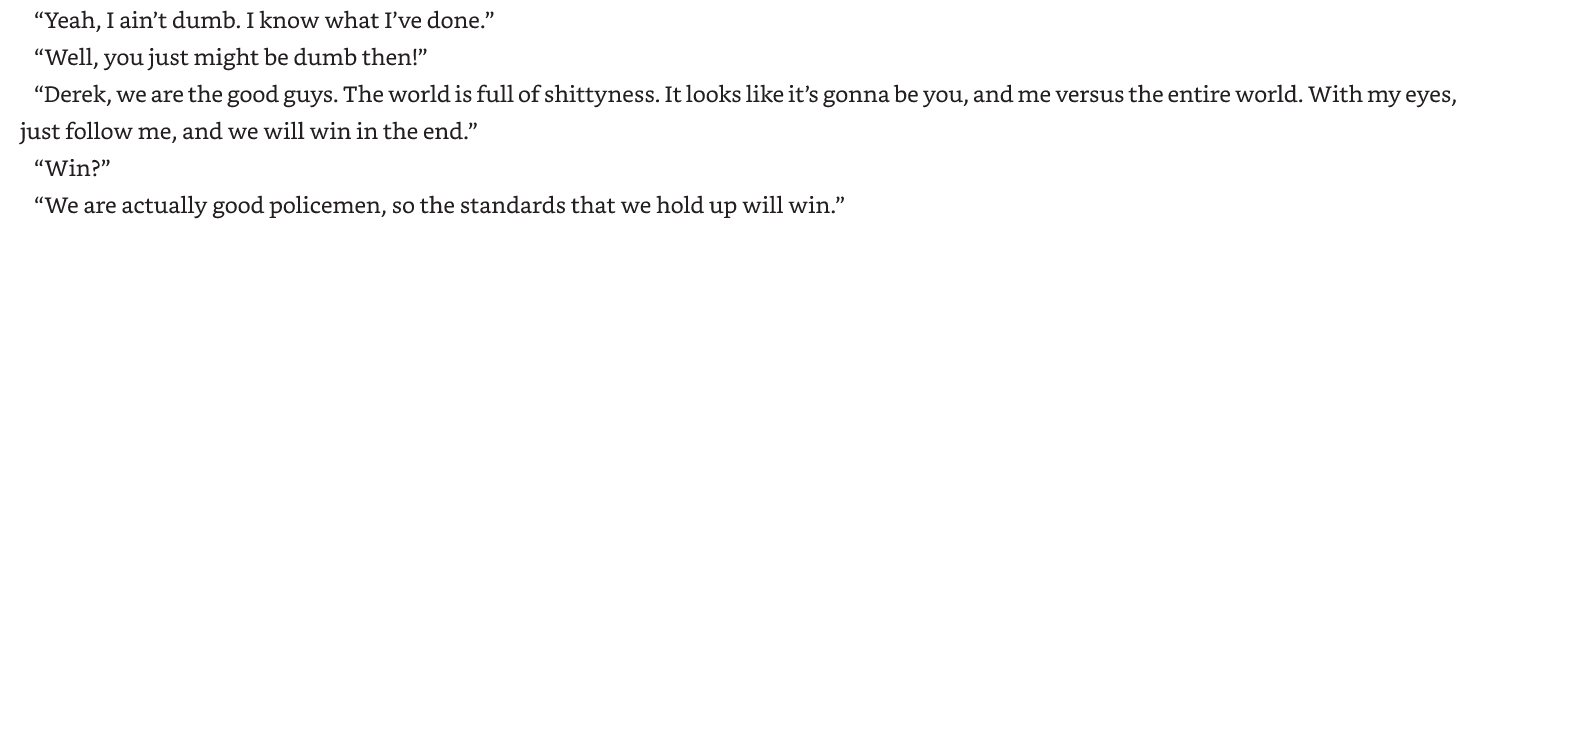 “Yeah, I ain’t dumb. I know what I’ve done.”
“Well, you just might be dumb then!”
“Derek, we are the good guys. The world is full of shittyness. It looks like it’s gonna be you, and me versus the entire world. With my eyes,
just follow me, and we will win in the end.”
“Win?”
“We are actually good policemen, so the standards that we hold up will win.”